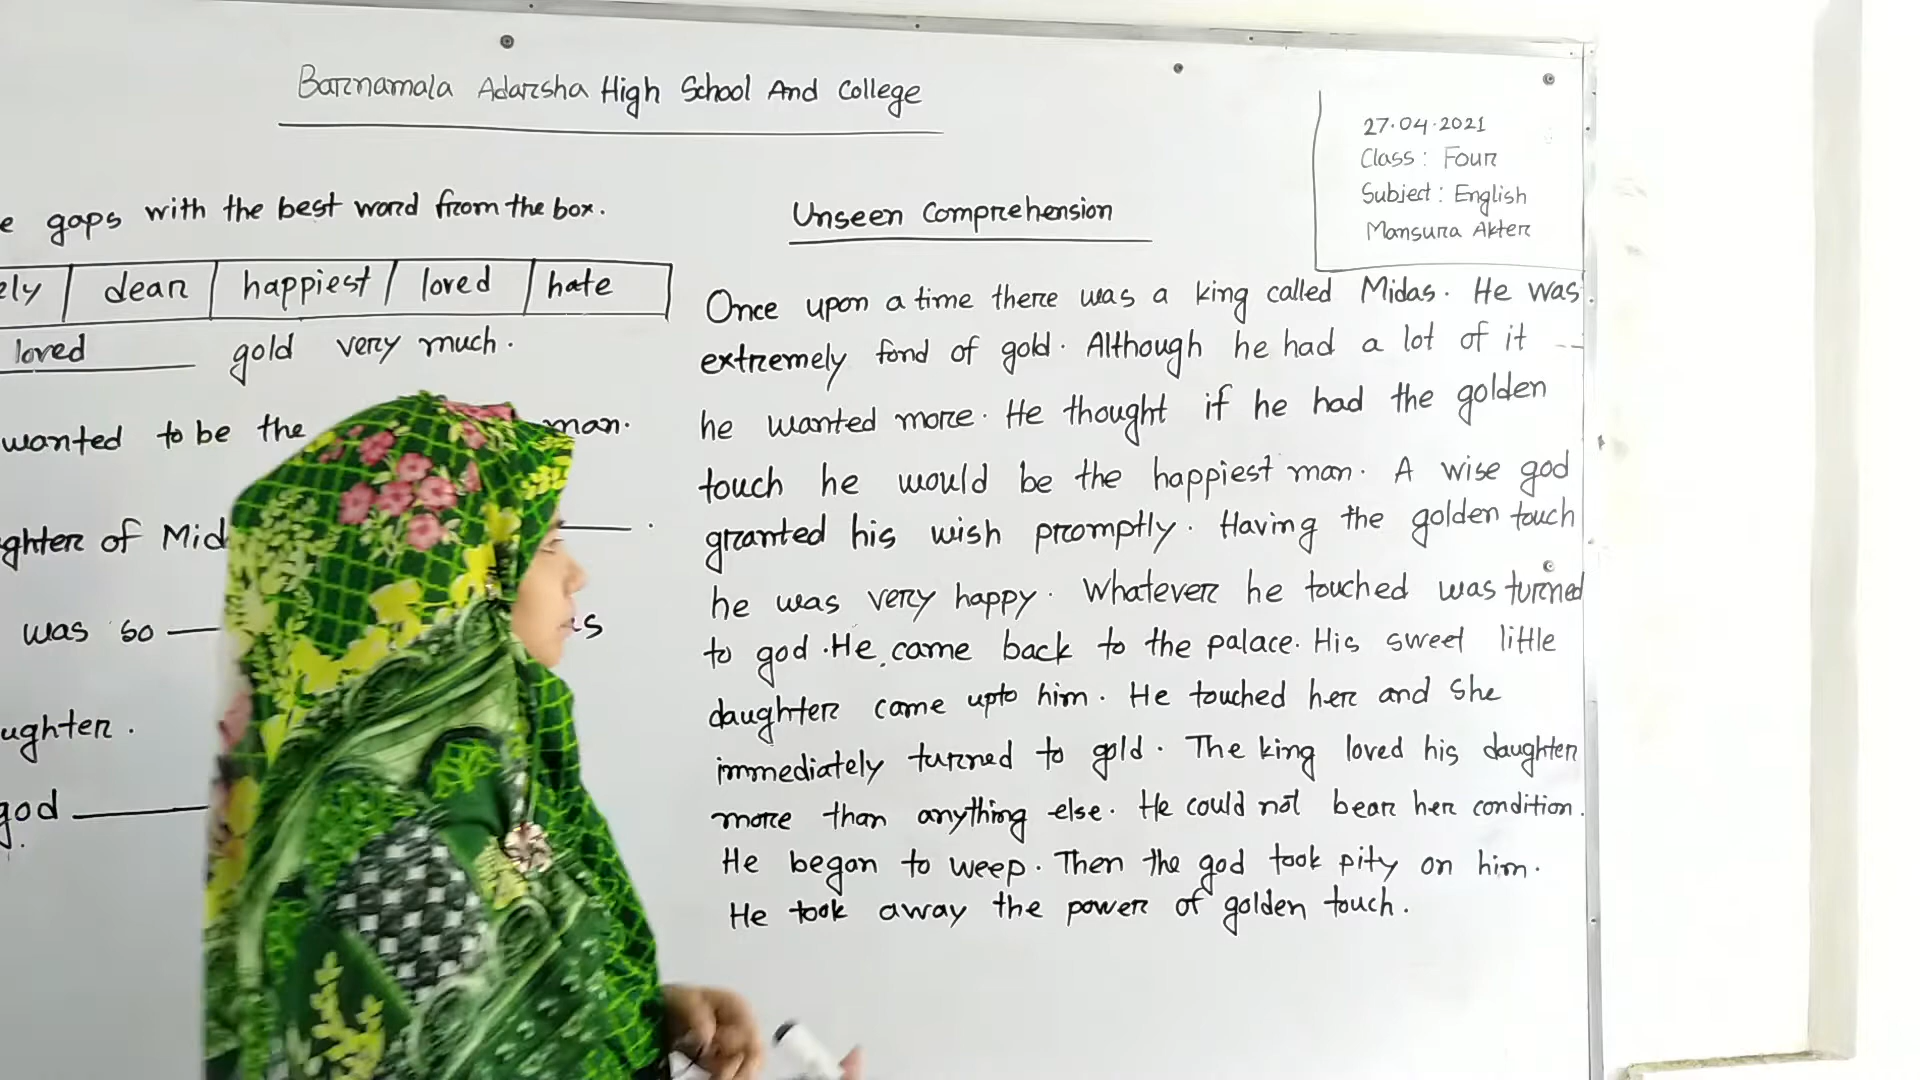 Barnamala Adarsha High School And College
27.04.2021
Class: Four
Subject: English
Mansura Akter
gaps with the best word from the box.
dear happiest loved hate
loved gold very much.
wanted to be the man.
of
was so
god
Unseen Comprehension
Once upon a time there was a king called Midas. He was
extremely fond of gold. Although he had a lot of it
he wanted more. He thought if he had the golden
touch he would be the happiest man. A wise god
granted his wish promptly. Having the golden touch
he was very happy. Whatever he touched was turned
to god. He came back to the palace. His sweet little
daughter came upto him. He touched her and she
immediately turned to gold. The king loved his daughter
more than anything else. He could not bear her condition.
He began to weep. Then the god took pity on him.
He took away the power of golden touch.